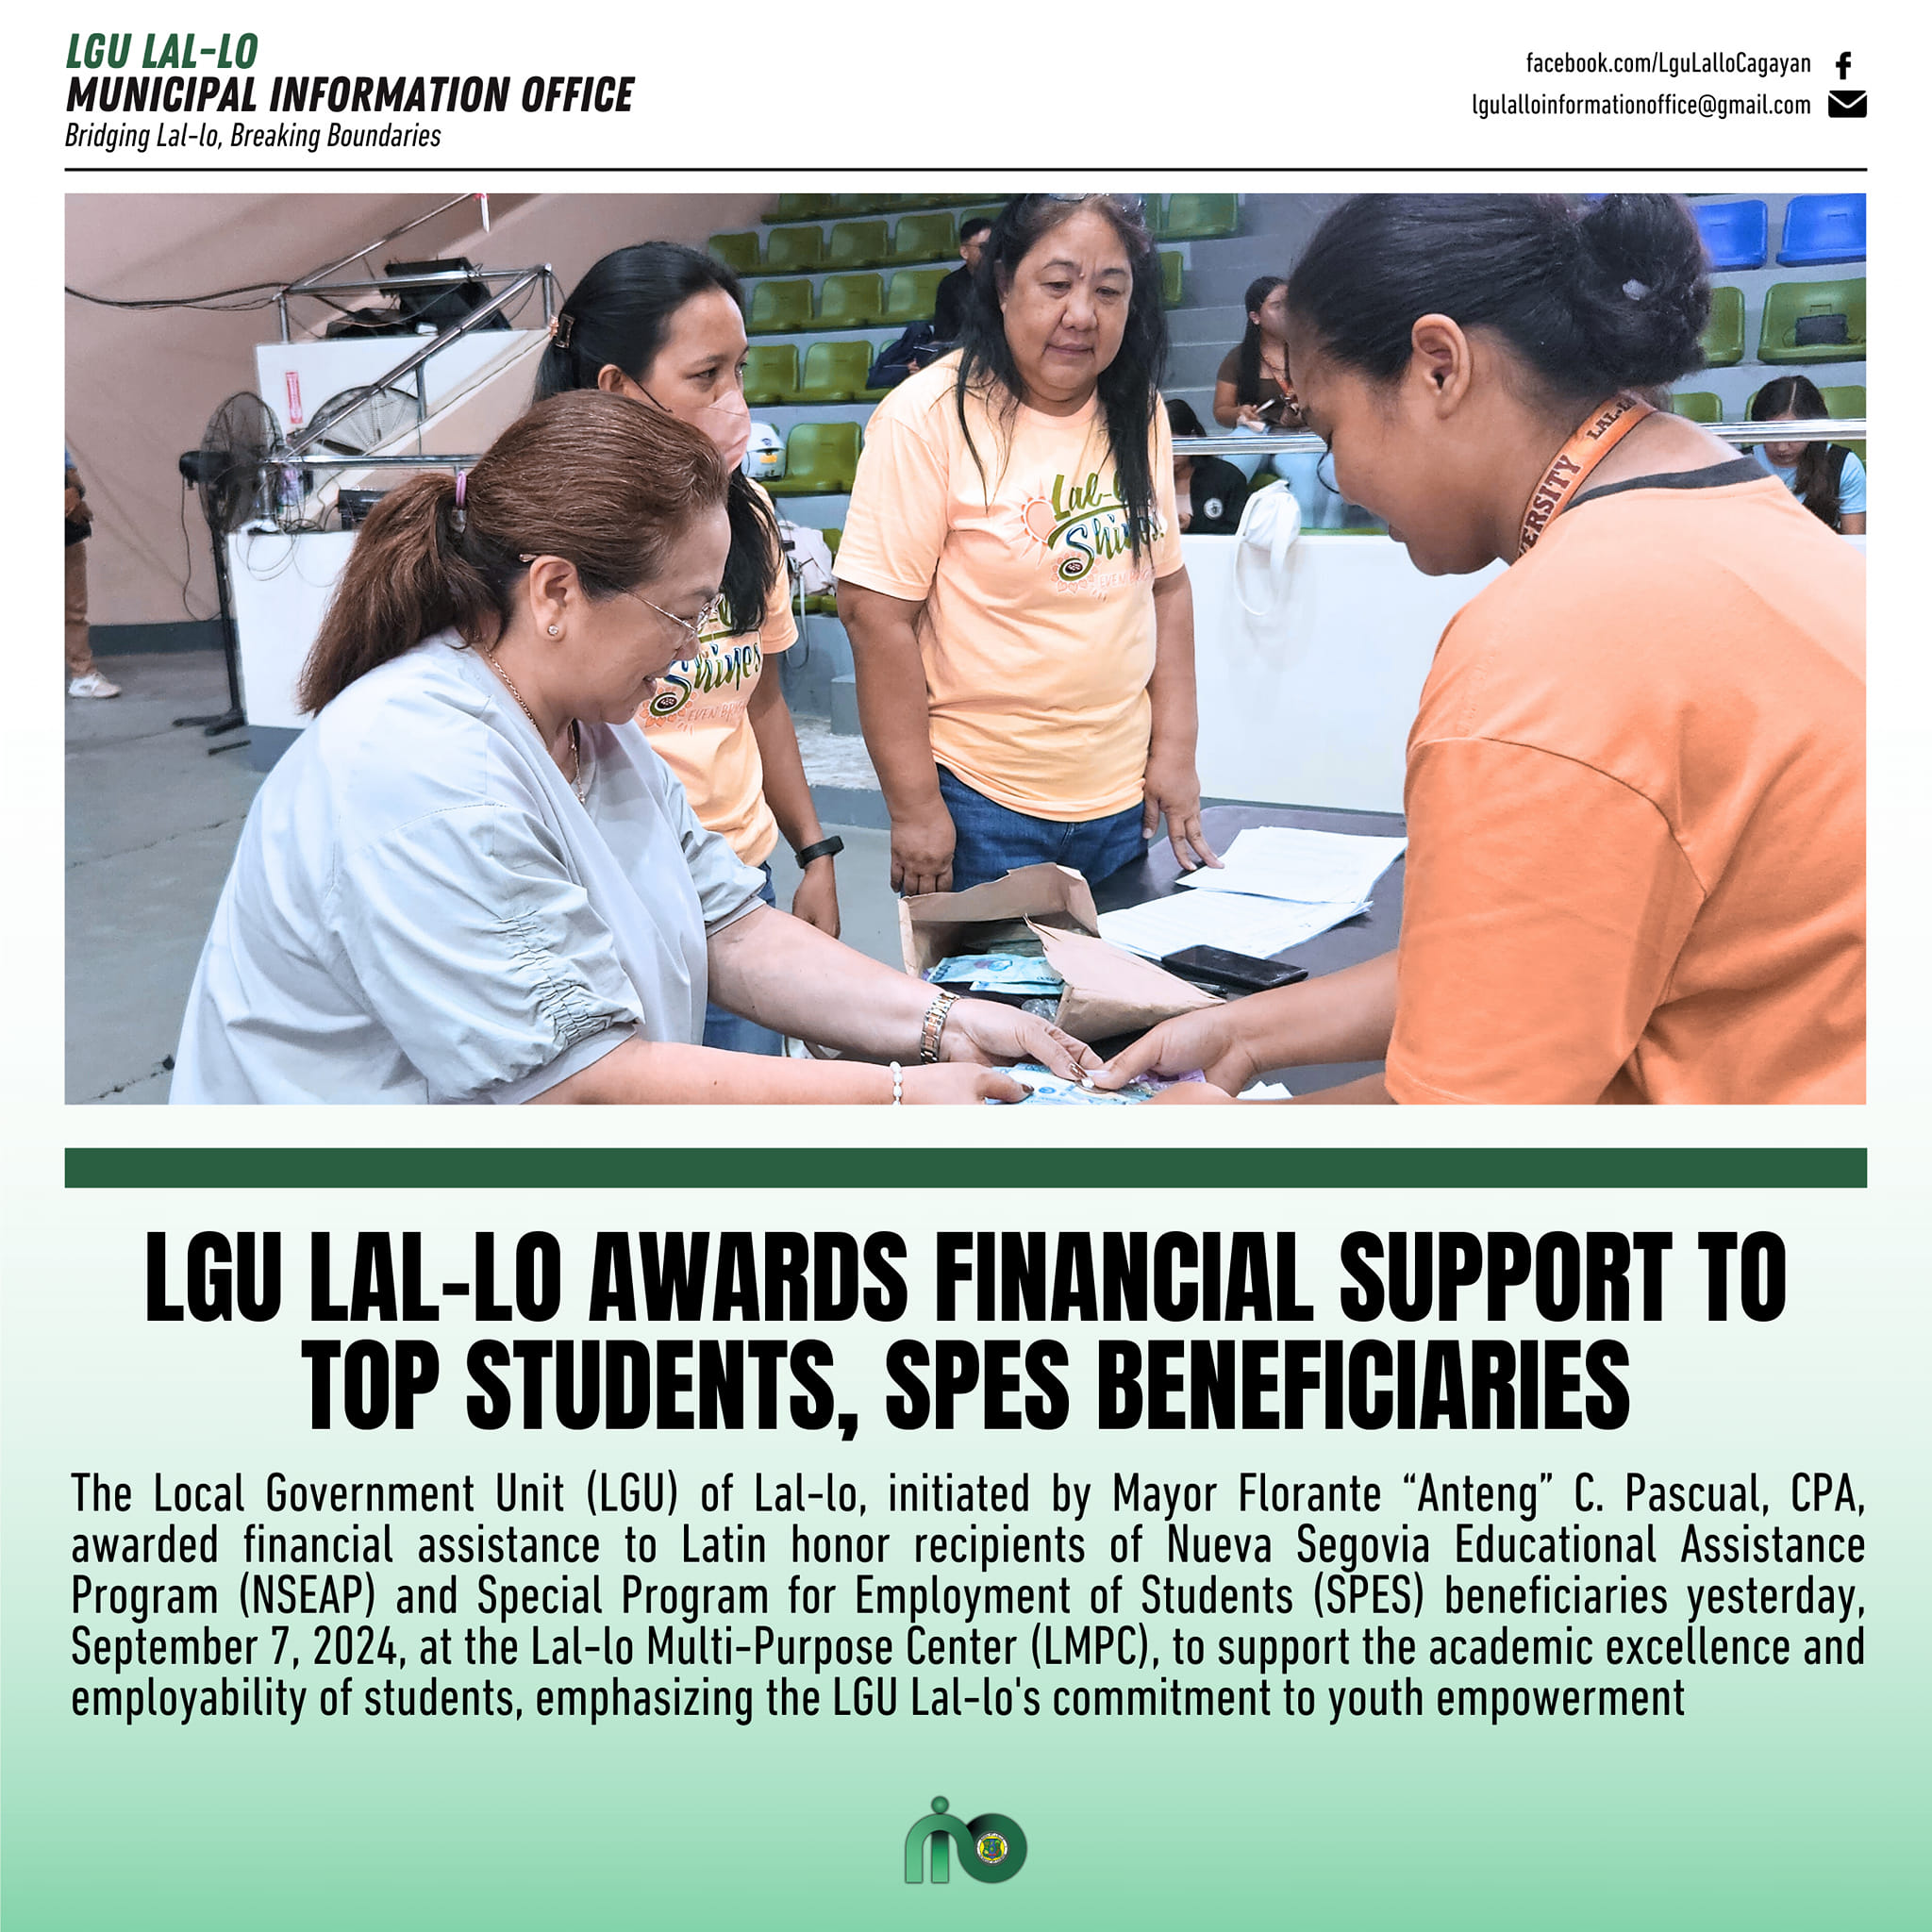 LGU LAL-LO
MUNICIPAL INFORMATION OFFICE
Bridging Lal-lo, Breaking Boundaries
facebook.com/LguLalloCagayan
lgulalloinformationoffice@gmail.com
Lal-
Shines!
EVEN
Shines
EVEN
LAL-
ERSITY
LGU LAL-LO AWARDS FINANCIAL SUPPORT TO
TOP STUDENTS, SPES BENEFICIARIES
The Local Government Unit (LGU) of Lal-lo, initiated by Mayor Florante “Anteng” C. Pascual, CPA,
awarded financial assistance to Latin honor recipients of Nueva Segovia Educational Assistance
Program (NSEAP) and Special Program for Employment of Students (SPES) beneficiaries yesterday,
September 7, 2024, at the Lal-lo Multi-Purpose Center (LMPC), to support the academic excellence and
employability of students, emphasizing the LGU Lal-lo's commitment to youth empowerment